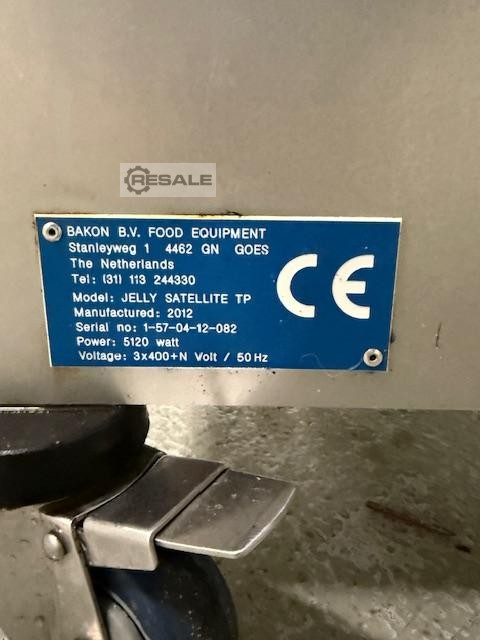 RESALE
BAKON B.V. FOOD EQUIPMENT
Stanleyweg 1 4462 GN GOES
The Netherlands
Tel: (31) 113 244330
Model: JELLY SATELLITE TP
Manufactured: 2012
Serial no: 1-57-04-12-082
Power: 5120 watt
Voltage: 3x400+N Volt / 50 Hz
CE